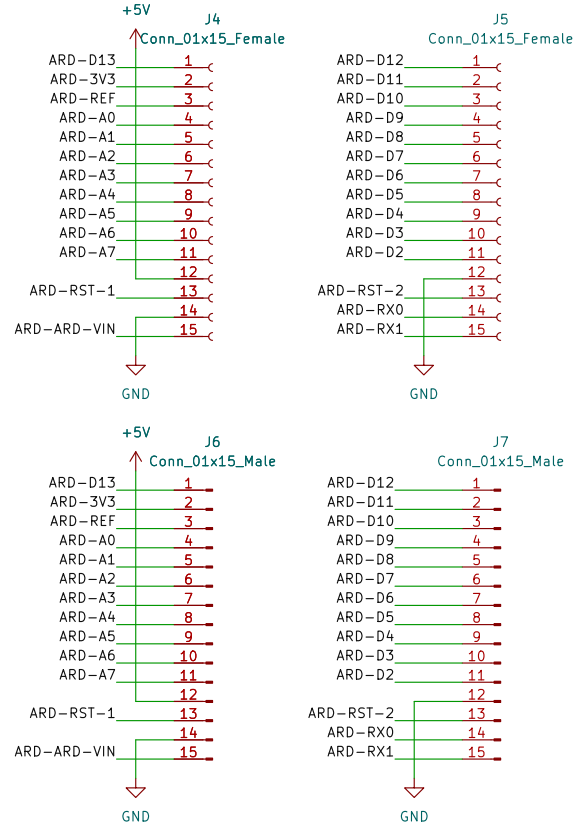 +5V
J4
Conn_01x15_Female
ARD-D13 1
ARD-3V3 2
ARD-REF 3
ARD-A0 4
ARD-A1 5
ARD-A2 6
ARD-A3 7
ARD-A4 8
ARD-A5 9
ARD-A6 10
ARD-A7 11
12
ARD-RST-1 13
14
ARD-ARD-VIN 15
GND
J5
Conn_01x15_Female
ARD-D12 1
ARD-D11 2
ARD-D10 3
ARD-D9 4
ARD-D8 5
ARD-D7 6
ARD-D6 7
ARD-D5 8
ARD-D4 9
ARD-D3 10
ARD-D2 11
12
ARD-RST-2 13
ARD-RX0 14
ARD-RX1 15
GND
+5V
J6
Conn_01x15_Male
ARD-D13 1
ARD-3V3 2
ARD-REF 3
ARD-A0 4
ARD-A1 5
ARD-A2 6
ARD-A3 7
ARD-A4 8
ARD-A5 9
ARD-A6 10
ARD-A7 11
12
ARD-RST-1 13
14
ARD-ARD-VIN 15
GND
J7
Conn_01x15_Male
ARD-D12 1
ARD-D11 2
ARD-D10 3
ARD-D9 4
ARD-D8 5
ARD-D7 6
ARD-D6 7
ARD-D5 8
ARD-D4 9
ARD-D3 10
ARD-D2 11
12
ARD-RST-2 13
ARD-RX0 14
ARD-RX1 15
GND